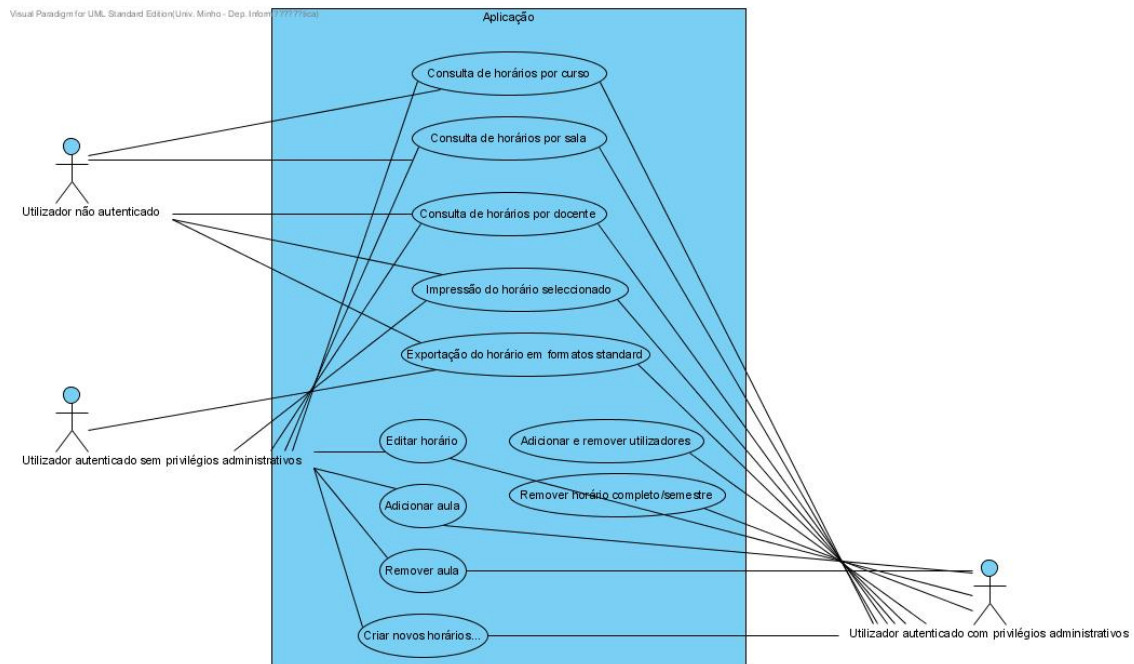 Visual Paradigm for UML Standard Edition(Univ. Minho - Dep. Inform??????tica)
Aplicação
Consulta de horários por curso
Consulta de horários por sala
Utilizador não autenticado
Consulta de horários por docente
Impressão do horário seleccionado
Exportação do horário em formatos standard
Utilizador autenticado sem privilégios administrativos
Editar horário
Adicionar e remover utilizadores
Remover horário completo/semestre
Adicionar aula
Remover aula
Criar novos horários...
Utilizador autenticado com privilégios administrativos